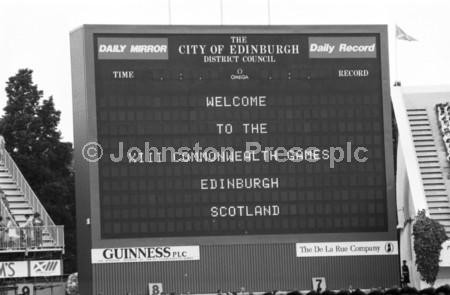 THE
CITY OF EDINBURGH
DISTRICT COUNCIL
DAILY MIRROR
Daily Record
TIME
OMEGA
RECORD
WELCOME
TO THE
XIII COMMONWEALTH GAMES
EDINBURGH
SCOTLAND
© Johnston Press plc
GUINNESS PLC
THE DE LA RUE COMPANY
8
7